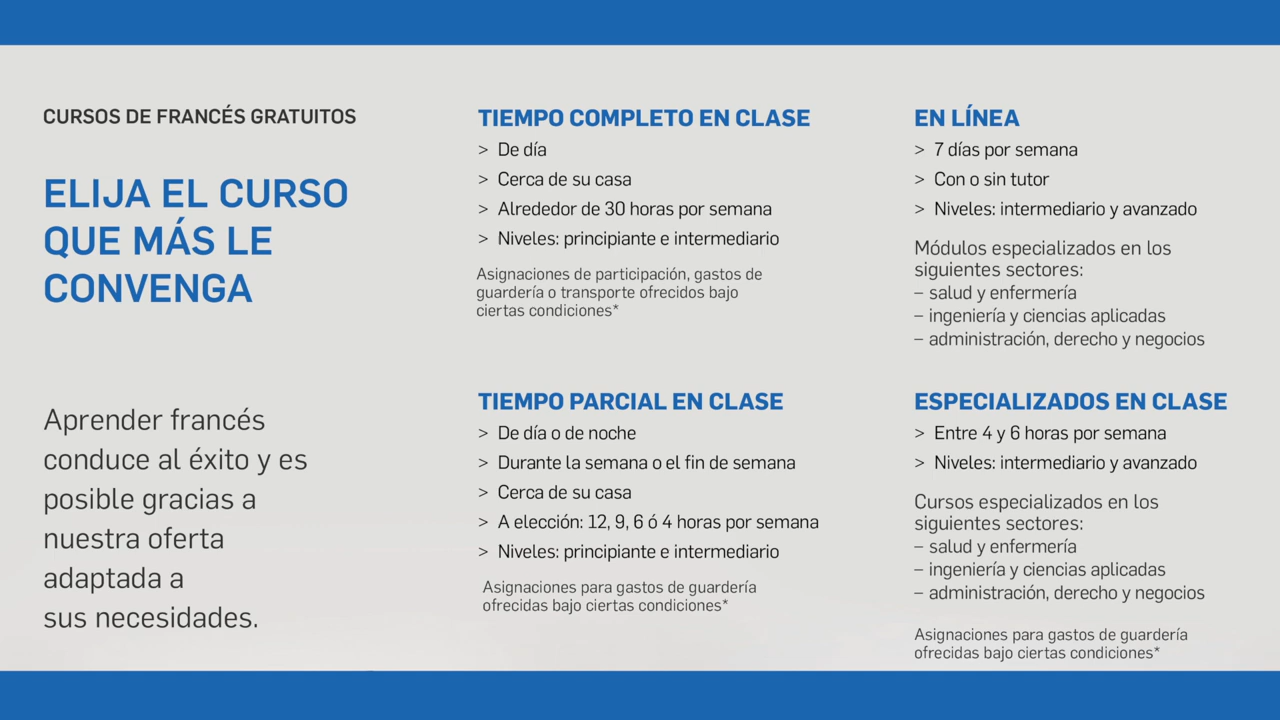 CURSOS DE FRANCÉS GRATUITOS
ELIJA EL CURSO
QUE MÁS LE
CONVENGA
Aprender francés
conduce al éxito y es
posible gracias a
nuestra oferta
adaptada a
sus necesidades.
TIEMPO COMPLETO EN CLASE
> De día
> Cerca de su casa
> Alrededor de 30 horas por semana
> Niveles: principiante e intermediario
Asignaciones de participación, gastos de
guardería o transporte ofrecidos bajo
ciertas condiciones*
TIEMPO PARCIAL EN CLASE
> De día o de noche
> Durante la semana o el fin de semana
> Cerca de su casa
> A elección: 12, 9, 6 ó 4 horas por semana
> Niveles: principiante e intermediario
Asignaciones para gastos de guardería
ofrecidas bajo ciertas condiciones*
EN LÍNEA
> 7 días por semana
> Con o sin tutor
> Niveles: intermediario y avanzado
Módulos especializados en los
siguientes sectores:
– salud y enfermería
– ingeniería y ciencias aplicadas
– administración, derecho y negocios
ESPECIALIZADOS EN CLASE
> Entre 4 y 6 horas por semana
> Niveles: intermediario y avanzado
Cursos especializados en los
siguientes sectores:
– salud y enfermería
– ingeniería y ciencias aplicadas
– administración, derecho y negocios
Asignaciones para gastos de guardería
ofrecidas bajo ciertas condiciones*